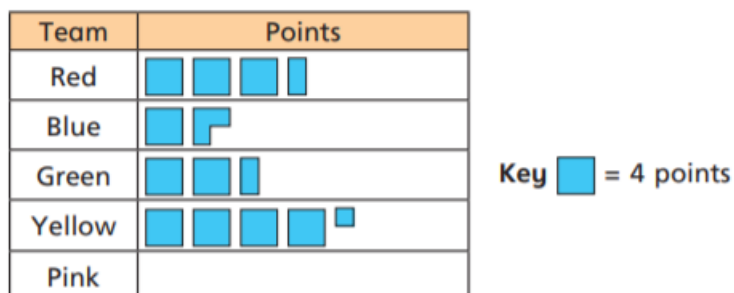 Team Points
Red
Blue
Green
Yellow
Pink
Key = 4 points